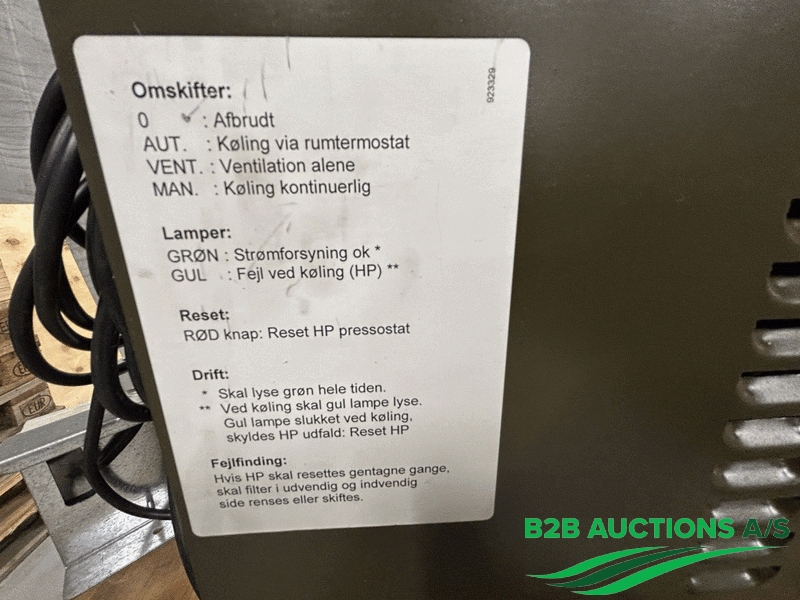 923329
Omskifter:
0 : Afbrudt
AUT. : Køling via rumtermostat
VENT. : Ventilation alene
MAN. : Køling kontinuerlig
Lamper:
GRØN : Strømforsyning ok *
GUL : Fejl ved køling (HP) **
Reset:
RØD knap: Reset HP pressostat
Drift:
* Skal lyse grøn hele tiden.
** Ved køling skal gul lampe lyse.
Gul lampe slukket ved køling,
skyldes HP udfald: Reset HP
Fejlfinding:
Hvis HP skal resettes gentagne gange,
skal filter i udvendig og indvendig
side renses eller skiftes.
EUR
B2B AUCTIONS A/S